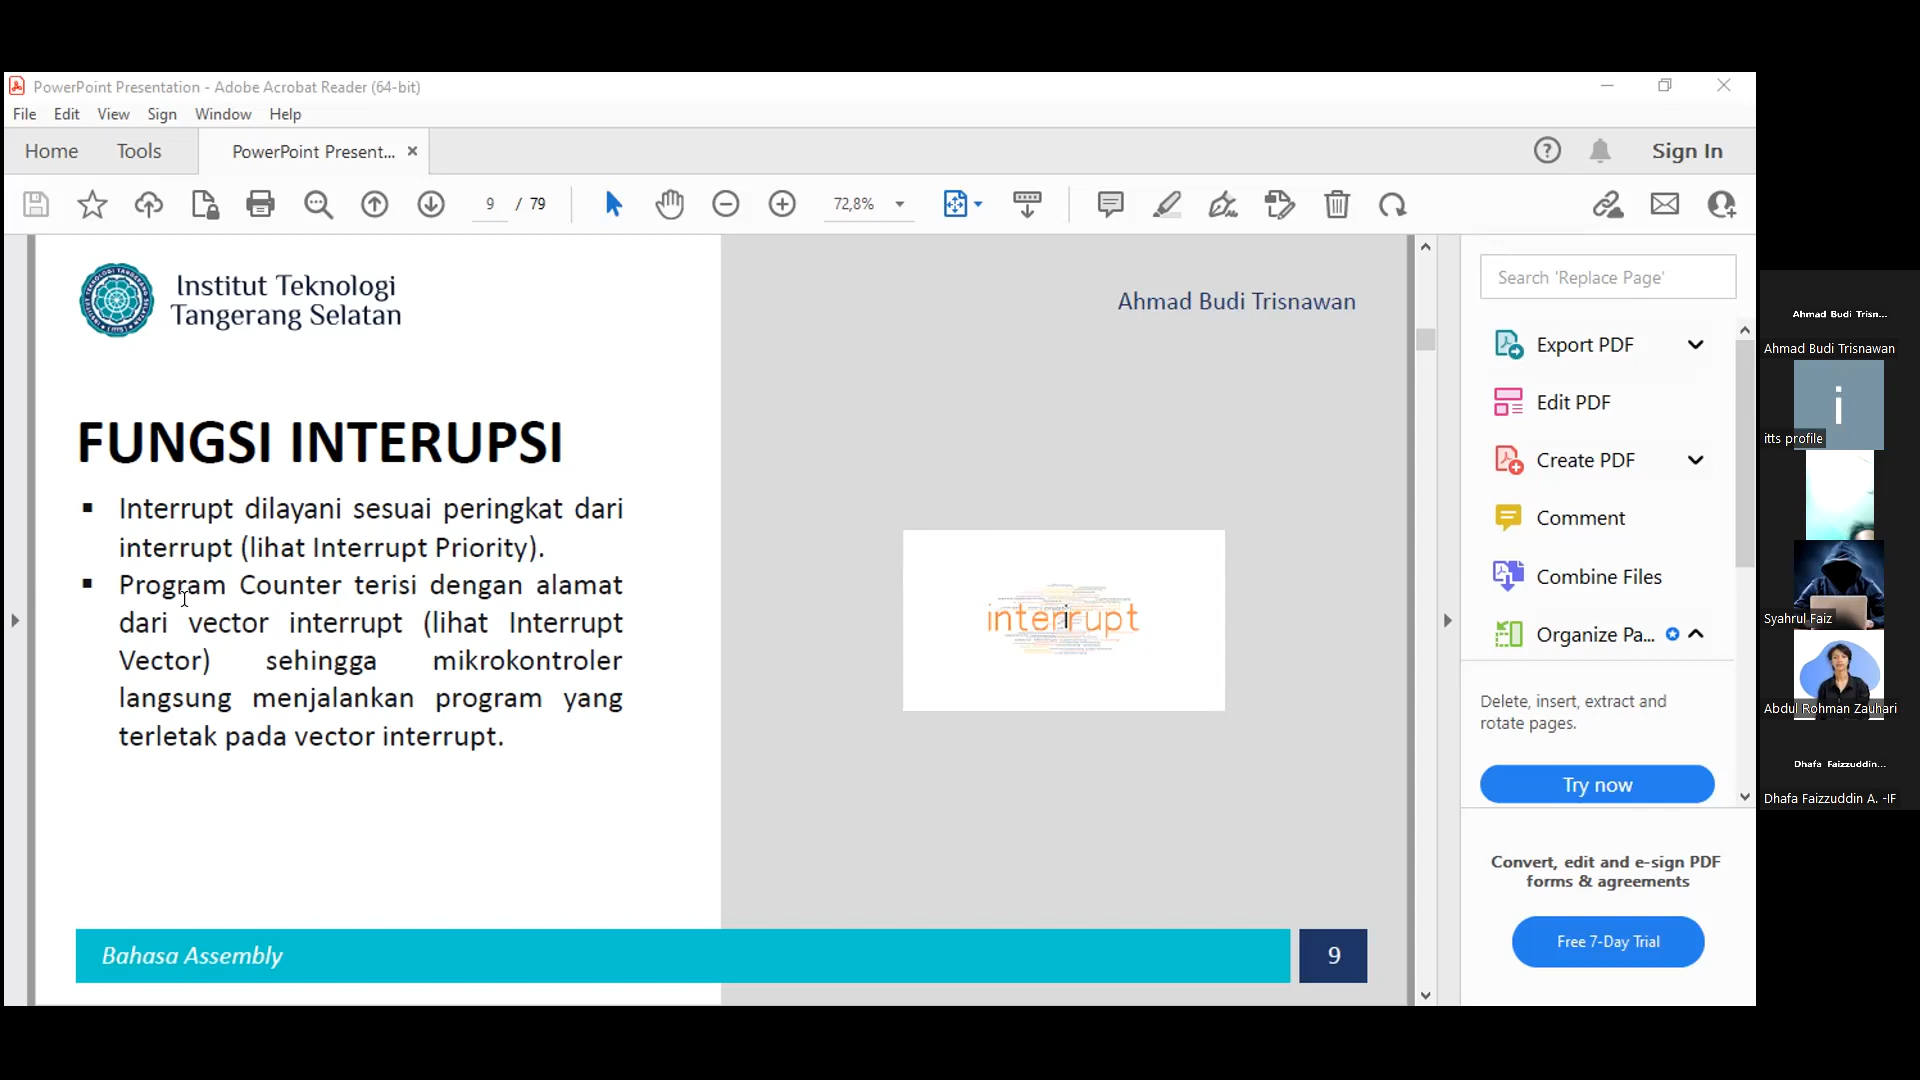 PowerPoint Presentation - Adobe Acrobat Reader (64-bit)
File Edit View Sign Window Help
Home Tools PowerPoint Present... Sign In
9 / 79 72,8%
Institut Teknologi
Tangerang Selatan
Ahmad Budi Trisnawan
FUNGSI INTERUPSI
▪ Interrupt dilayani sesuai peringkat dari
interrupt (lihat Interrupt Priority).
▪ Program Counter terisi dengan alamat
dari vector interrupt (lihat Interrupt
Vector) sehingga mikrokontroler
langsung menjalankan program yang
terletak pada vector interrupt.
interrupt
Bahasa Assembly
9
Search 'Replace Page'
Export PDF
Edit PDF
Create PDF
Comment
Combine Files
Organize Pa...
Delete, insert, extract and
rotate pages.
Try now
Convert, edit and e-sign PDF
forms & agreements
Free 7-Day Trial
Ahmad Budi Trisn...
Ahmad Budi Trisnawan
i
itts profile
Syahrul Faiz
Abdul Rohman Zauhari
Dhafa Faizzuddin...
Dhafa Faizzuddin A. -IF